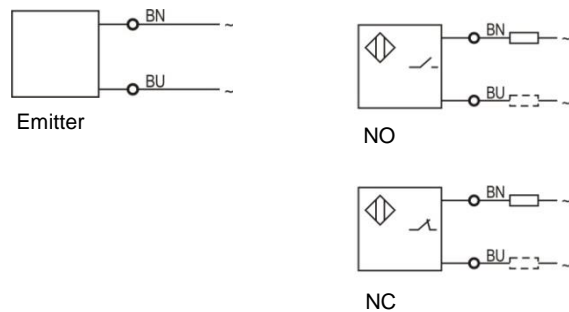 BN ~
BU ~
Emitter
BN ~
BU ~
NO
BN ~
BU ~
NC